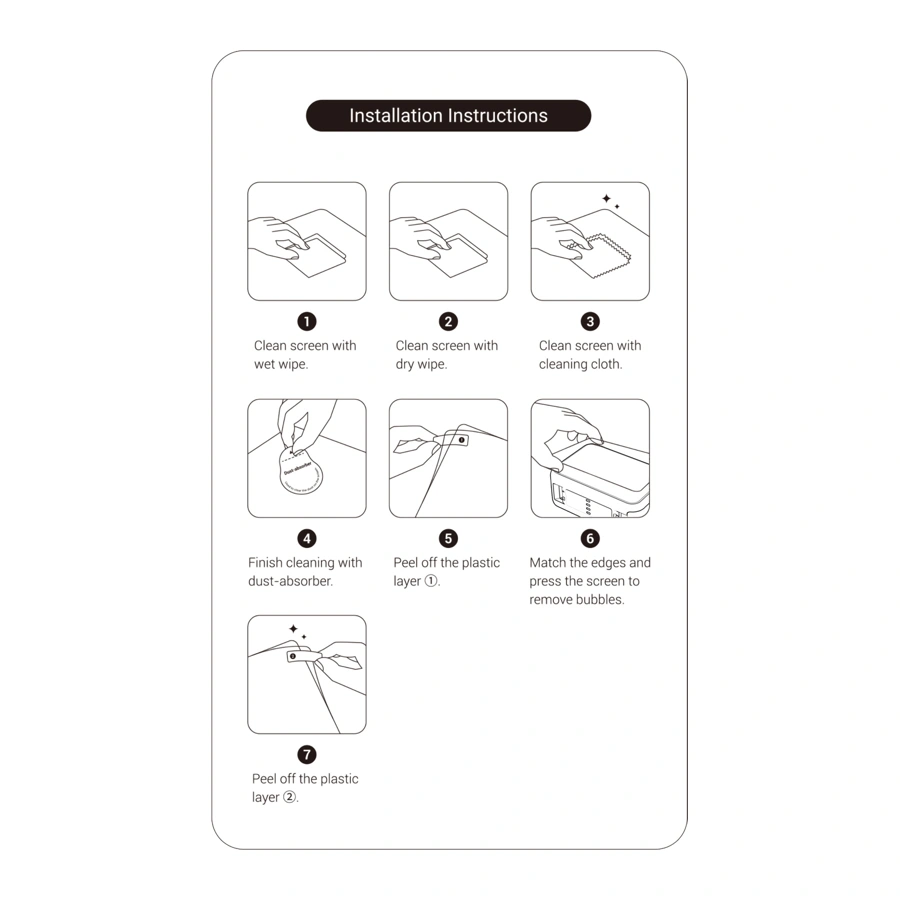 Installation Instructions
1
Clean screen with
wet wipe.
2
Clean screen with
dry wipe.
3
Clean screen with
cleaning cloth.
Dust-absorber
4
Finish cleaning with
dust-absorber.
①
5
Peel off the plastic
layer ①.
6
Match the edges and
press the screen to
remove bubbles.
②
7
Peel off the plastic
layer ②.